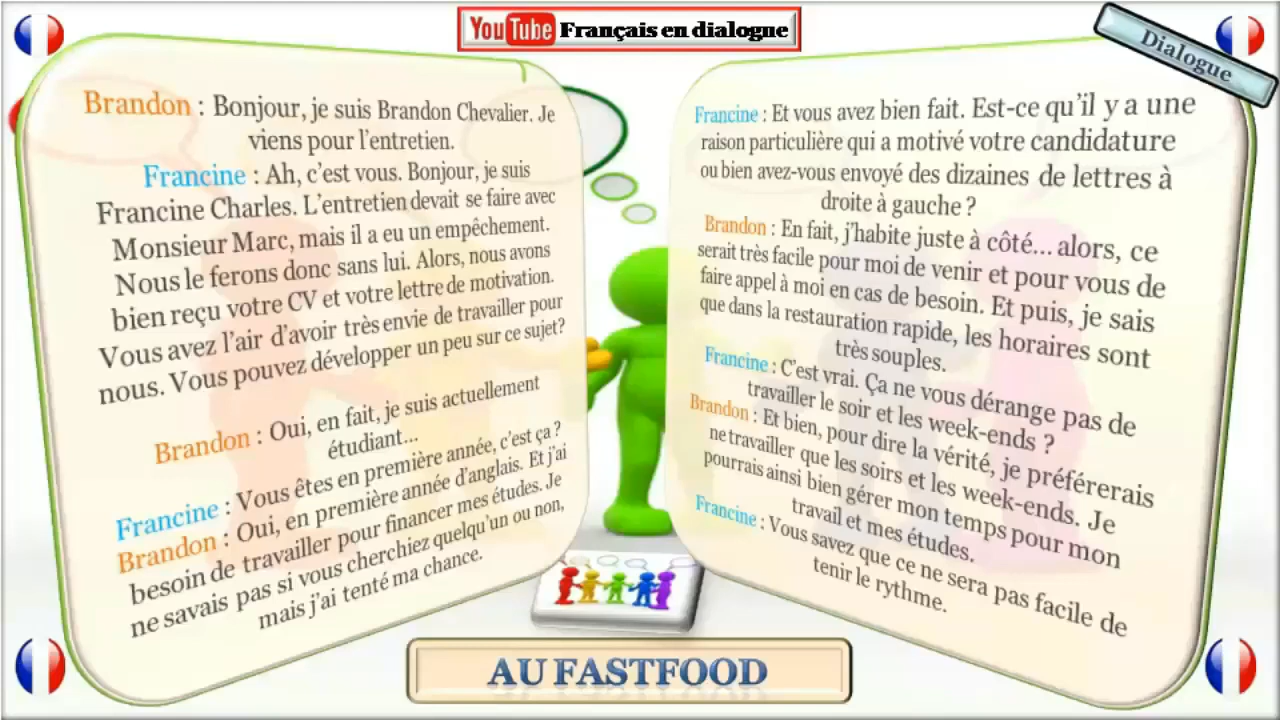 YouTube Français en dialogue
Dialogue
Brandon : Bonjour, je suis Brandon Chevalier. Je
viens pour l'entretien.
Francine : Ah, c'est vous. Bonjour, je suis
Francine Charles. L'entretien devait se faire avec
Monsieur Marc, mais il a eu un empêchement.
Nous le ferons donc sans lui. Alors, nous avons
bien reçu votre CV et votre lettre de motivation.
Vous avez l'air d'avoir très envie de travailler pour
nous. Vous pouvez développer un peu sur ce sujet?
Brandon : Oui, en fait, je suis actuellement
étudiant...
Francine : Vous êtes en première année, c'est ça ?
Brandon : Oui, en première année d'anglais. Et j'ai
besoin de travailler pour financer mes études. Je
ne savais pas si vous cherchiez quelqu'un ou non,
mais j'ai tenté ma chance.
Francine : Et vous avez bien fait. Est-ce qu'il y a une
raison particulière qui a motivé votre candidature
ou bien avez-vous envoyé des dizaines de lettres à
droite à gauche ?
Brandon : En fait, j'habite juste à côté... alors, ce
serait très facile pour moi de venir et pour vous de
faire appel à moi en cas de besoin. Et puis, je sais
que dans la restauration rapide, les horaires sont
très souples.
Francine : C'est vrai. Ça ne vous dérange pas de
travailler le soir et les week-ends ?
Brandon : Et bien, pour dire la vérité, je préférerais
ne travailler que les soirs et les week-ends. Je
pourrais ainsi bien gérer mon temps pour mon
travail et mes études.
Francine : Vous savez que ce ne sera pas facile de
tenir le rythme.
AU FASTFOOD